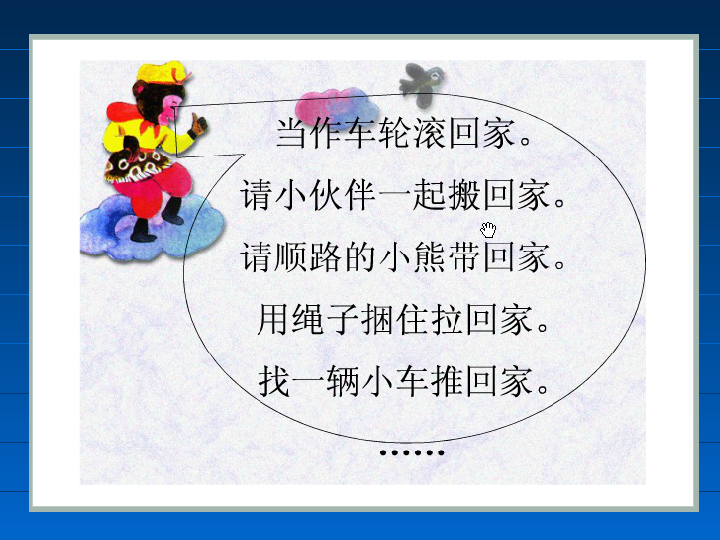 当作车轮滚回家。
请小伙伴一起搬回家。
请顺路的小熊带回家。
用绳子捆住拉回家。
找一辆小车推回家。
……